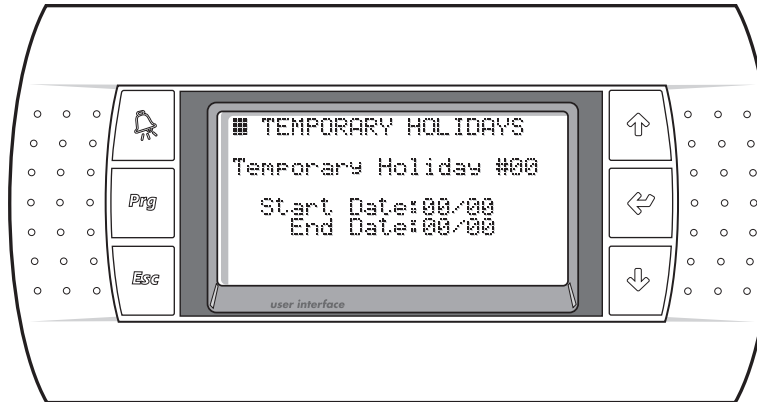 TEMPORARY HOLIDAYS
Temporary Holiday #00
Start Date:00/00
End Date:00/00
Prg
Esc
user interface